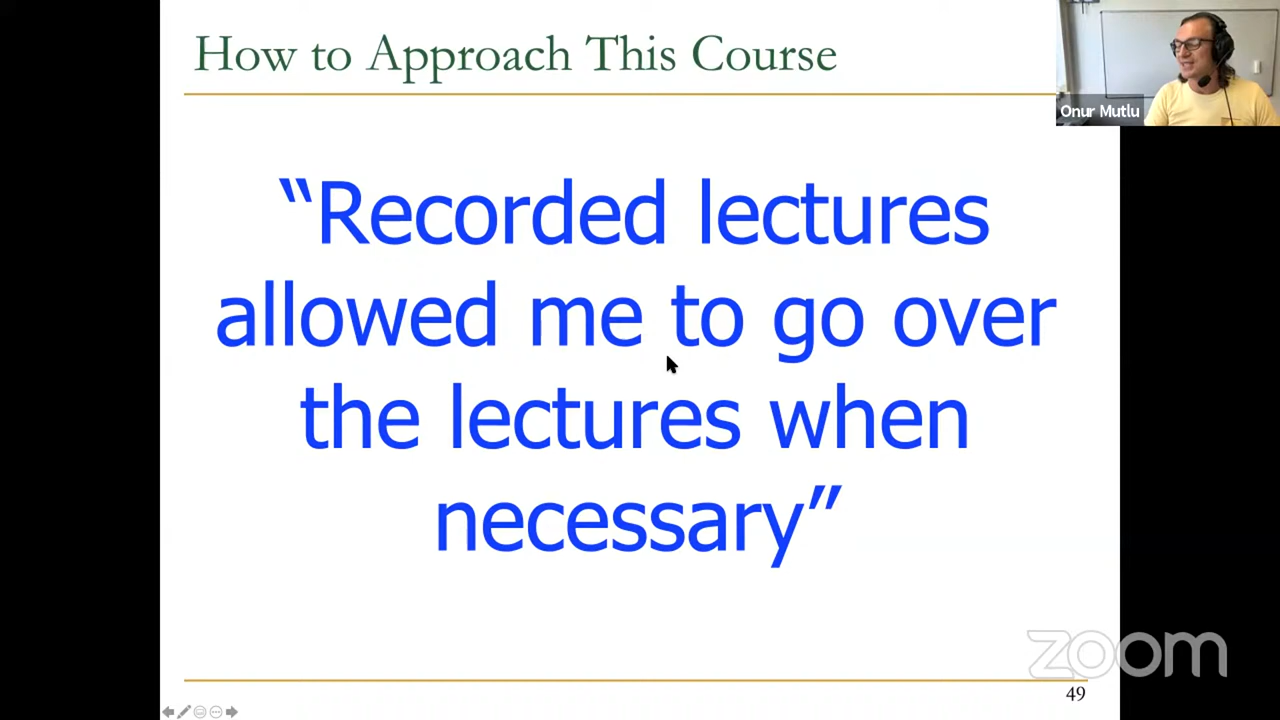 How to Approach This Course
Onur Mutlu
“Recorded lectures
allowed me to go over
the lectures when
necessary”
zoom
49